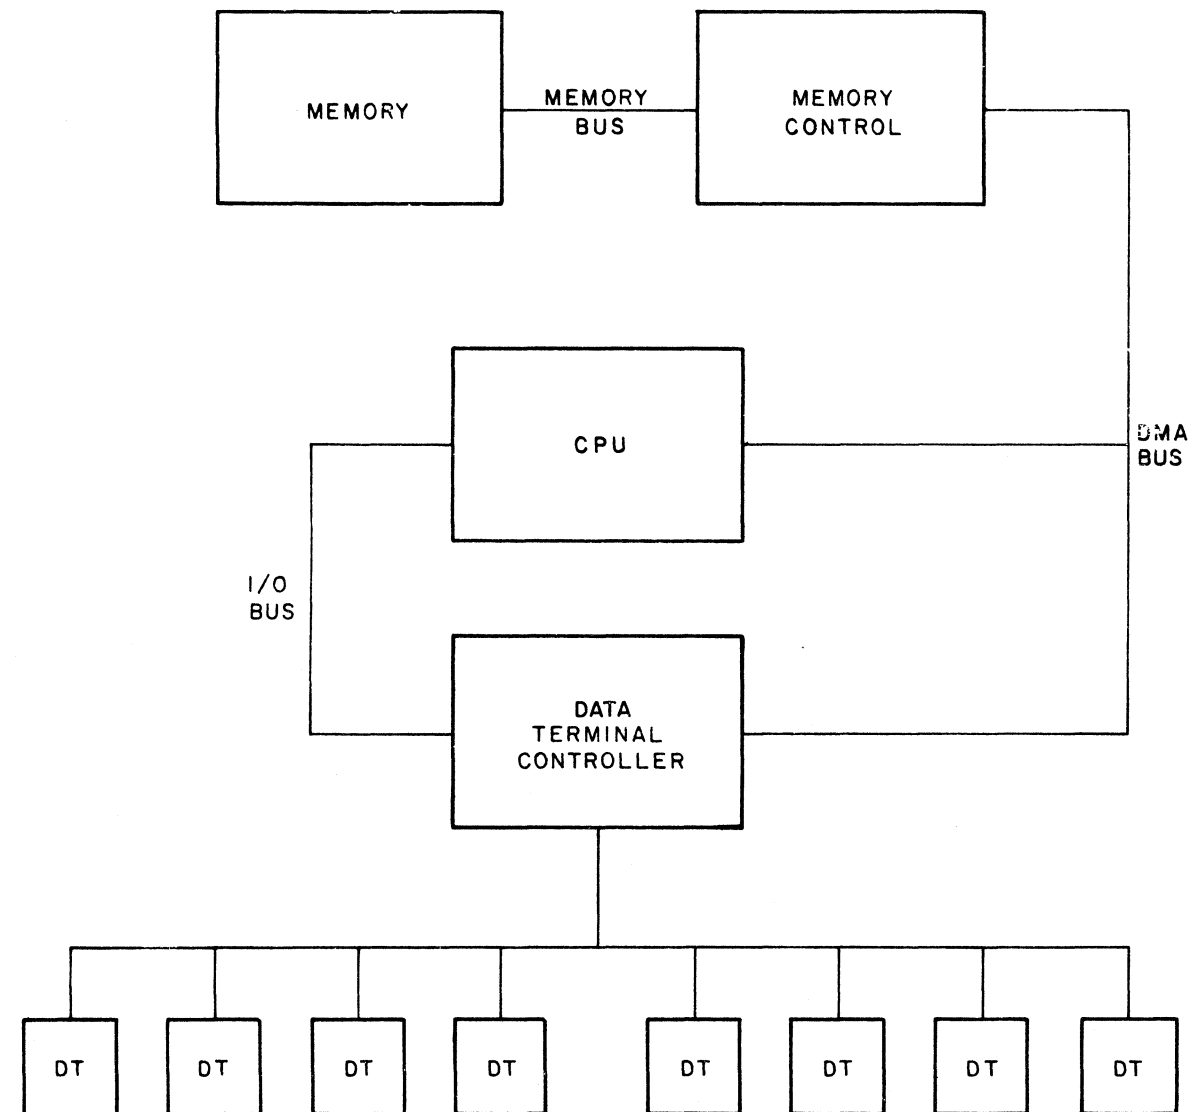 MEMORY
MEMORY
BUS
MEMORY
CONTROL
CPU
DMA
BUS
I/O
BUS
DATA
TERMINAL
CONTROLLER
DT DT DT DT DT DT DT DT